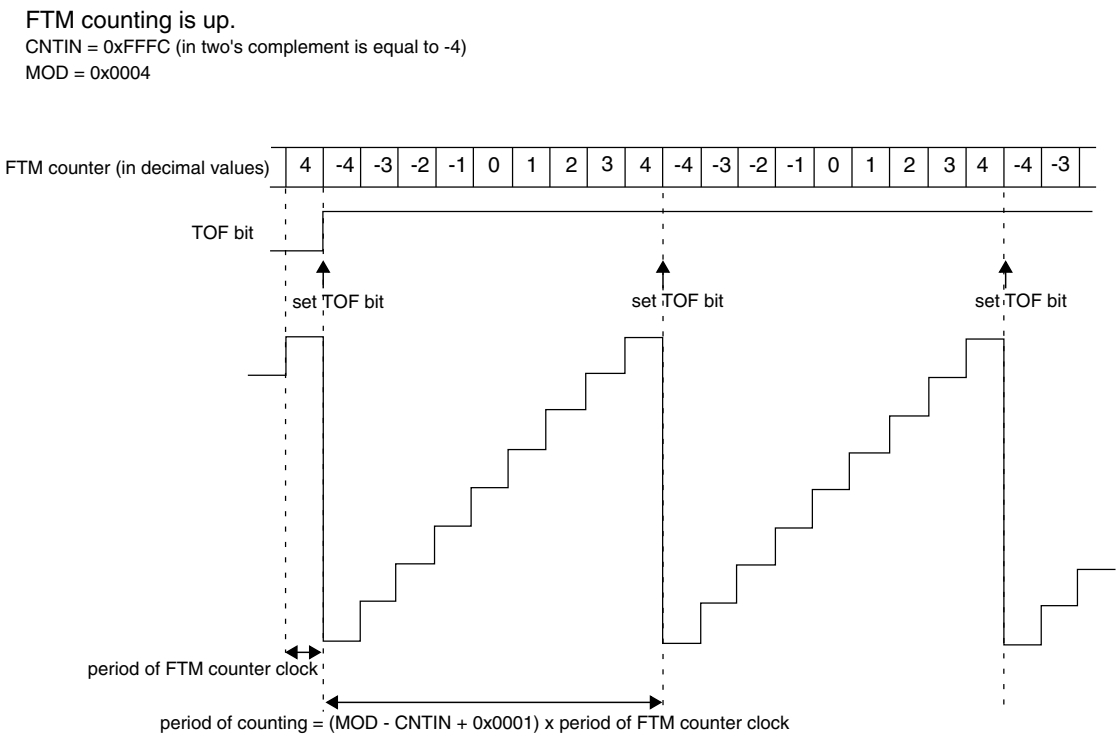 FTM counting is up.
CNTIN = 0xFFFC (in two's complement is equal to -4)
MOD = 0x0004
FTM counter (in decimal values) 4 -4 -3 -2 -1 0 1 2 3 4 -4 -3 -2 -1 0 1 2 3 4 -4 -3
TOF bit
set TOF bit set TOF bit set TOF bit
period of FTM counter clock
period of counting = (MOD - CNTIN + 0x0001) x period of FTM counter clock